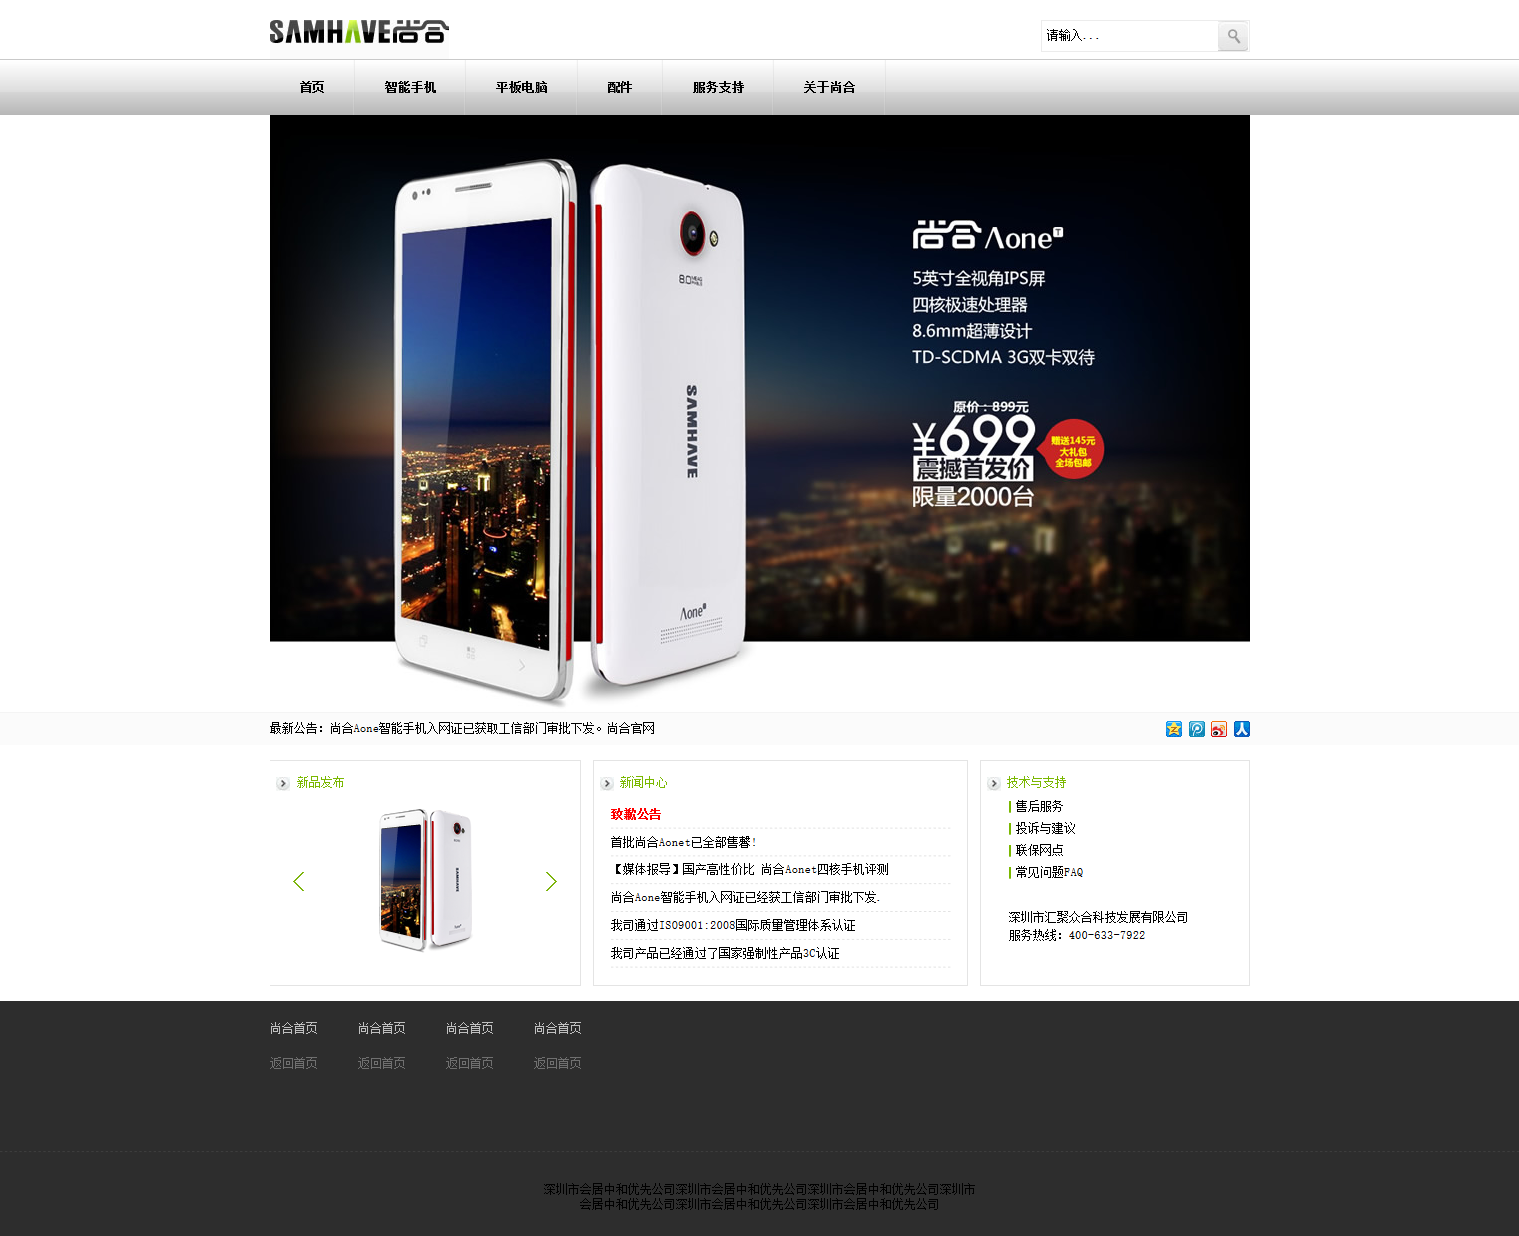 SAMHAVE尚合
请输入...
首页
智能手机
平板电脑
配件
服务支持
关于尚合
8.0
SAMHAVE
Aone
尚合 Aone T
5英寸全视角IPS屏
四核极速处理器
8.6mm超薄设计
TD-SCDMA 3G双卡双待
原价：899元
¥699
震撼首发价
限量2000台
赠送145元
大礼包
全场包邮
最新公告：尚合Aone智能手机入网证已获取工信部门审批下发。尚合官网
新品发布
新闻中心
致歉公告
首批尚合Aonet已全部售馨!
【媒体报导】国产高性价比 尚合Aonet四核手机评测
尚合Aone智能手机入网证已经获工信部门审批下发.
我司通过ISO9001:2008国际质量管理体系认证
我司产品已经通过了国家强制性产品3C认证
技术与支持
售后服务
投诉与建议
联保网点
常见问题FAQ
深圳市汇聚众合科技发展有限公司
服务热线：400-633-7922
尚合首页 尚合首页 尚合首页 尚合首页
返回首页 返回首页 返回首页 返回首页
深圳市会居中和优先公司深圳市会居中和优先公司深圳市会居中和优先公司深圳市
会居中和优先公司深圳市会居中和优先公司深圳市会居中和优先公司